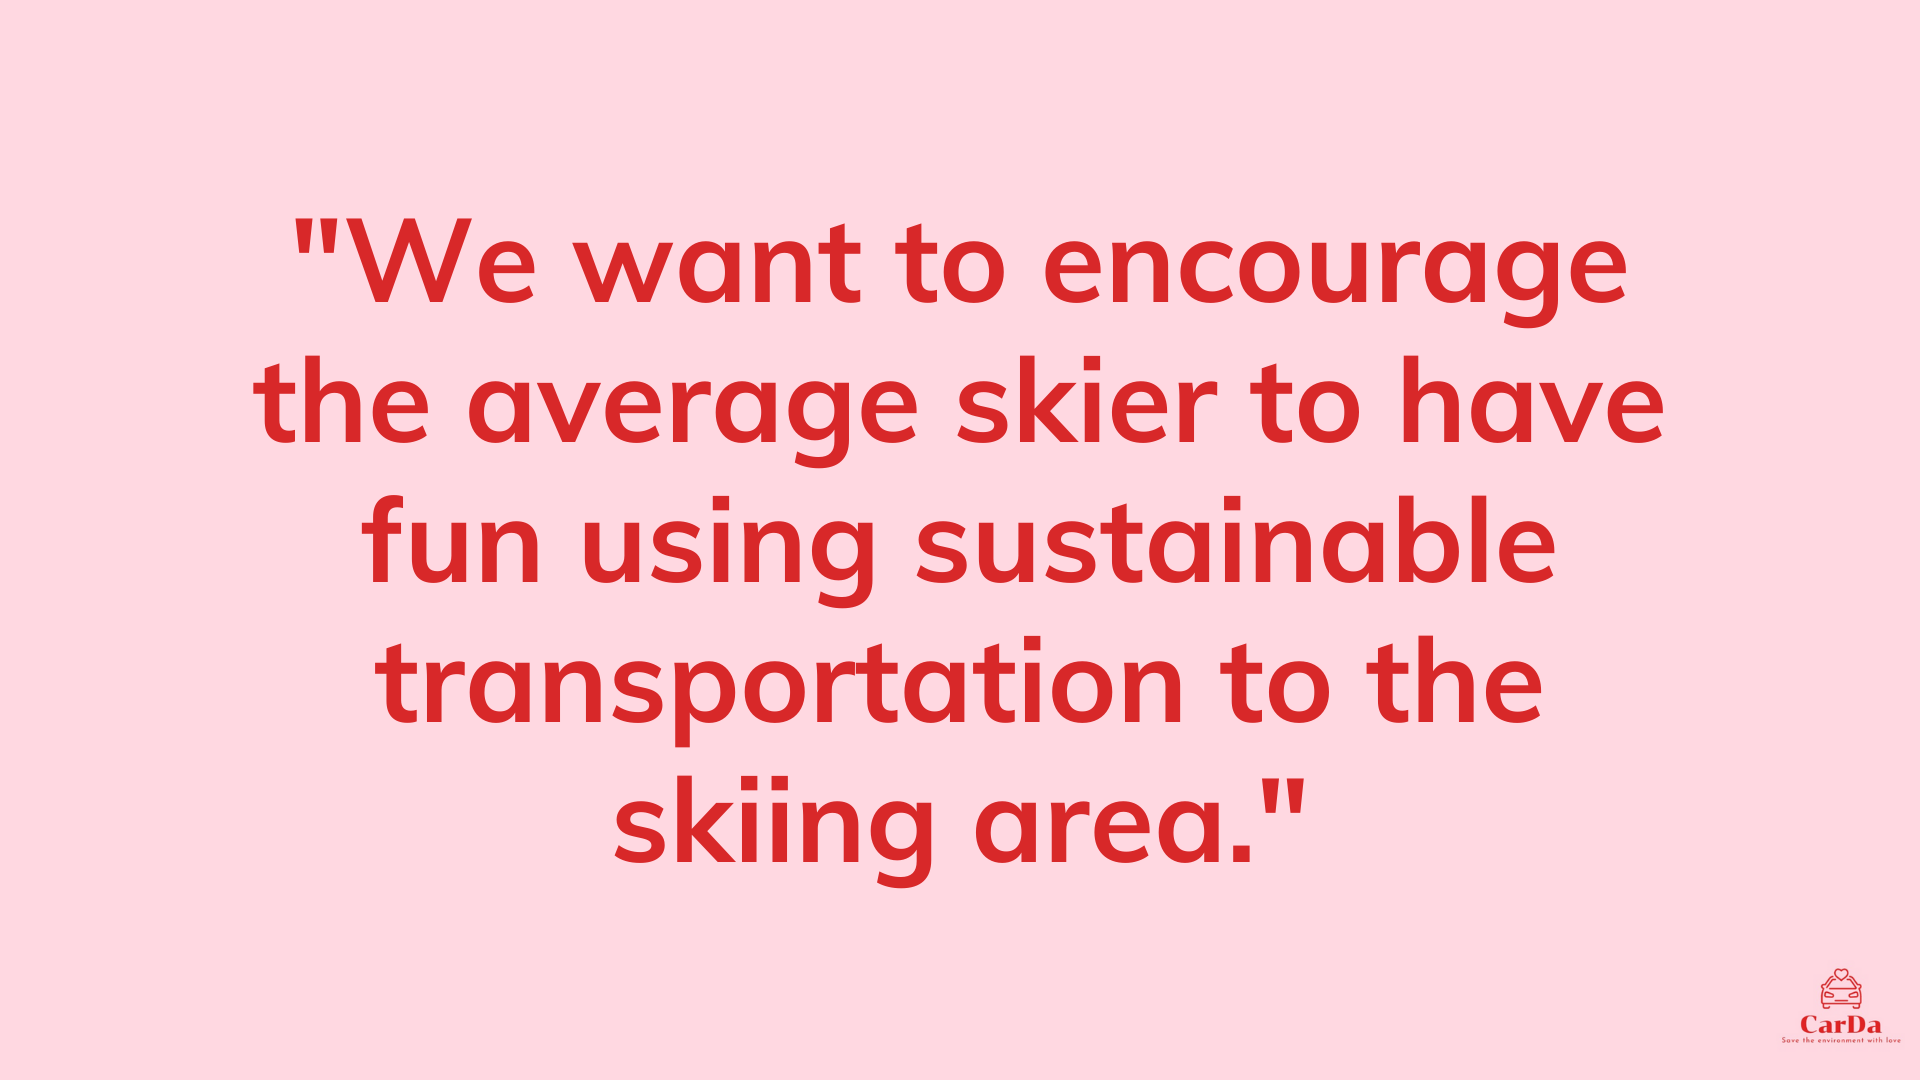 "We want to encourage
the average skier to have
fun using sustainable
transportation to the
skiing area."
CarDa
Save the environment with love